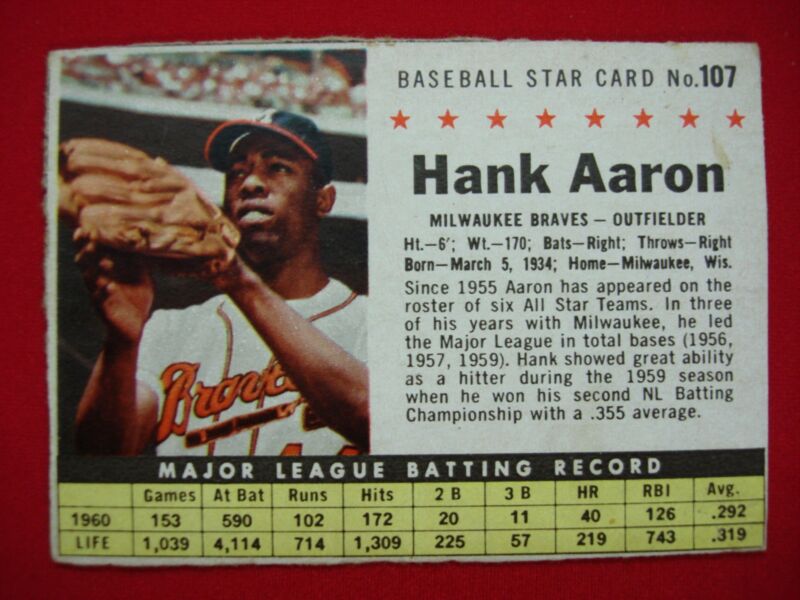 BASEBALL STAR CARD No.107
Hank Aaron
MILWAUKEE BRAVES – OUTFIELDER
Ht.–6'; Wt.–170; Bats–Right; Throws–Right
Born–March 5, 1934; Home–Milwaukee, Wis.
Since 1955 Aaron has appeared on the
roster of six All Star Teams. In three
of his years with Milwaukee, he led
the Major League in total bases (1956,
1957, 1959). Hank showed great ability
as a hitter during the 1959 season
when he won his second NL Batting
Championship with a .355 average.
Braves
MAJOR LEAGUE BATTING RECORD
Games At Bat Runs Hits 2 B 3 B HR RBI Avg.
1960 153 590 102 172 20 11 40 126 .292
LIFE 1,039 4,114 714 1,309 225 57 219 743 .319